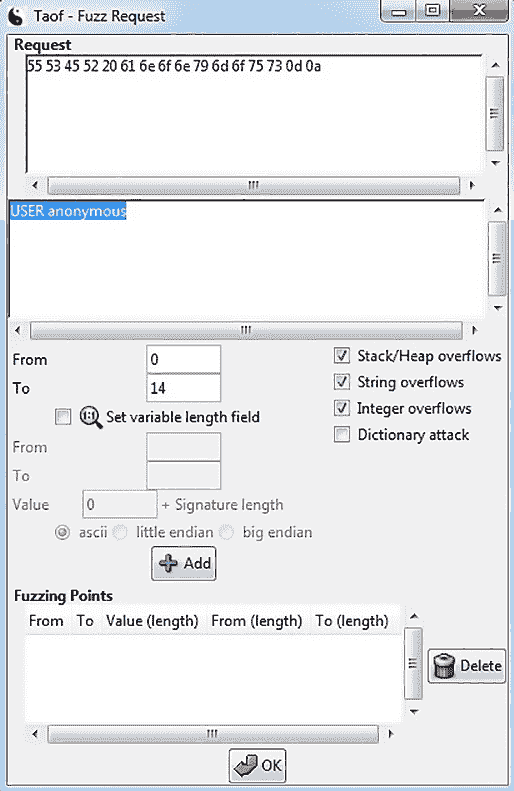 Taof - Fuzz Request
Request
55 53 45 52 20 61 6e 6f 6e 79 6d 6f 75 73 0d 0a
USER anonymous
From 0
To 14
Stack/Heap overflows
String overflows
Integer overflows
Dictionary attack
1:1 Set variable length field
From
To
Value 0 + Signature length
ascii little endian big endian
Add
Fuzzing Points
From To Value (length) From (length) To (length)
Delete
OK